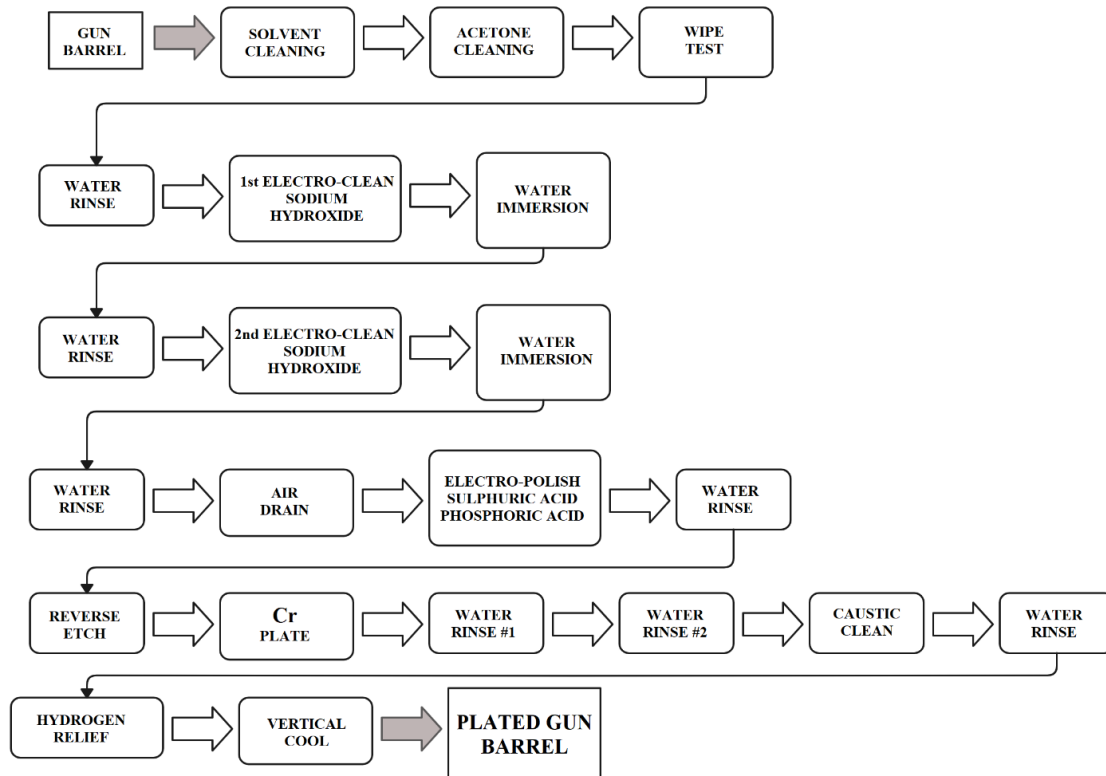 GUN
BARREL
SOLVENT
CLEANING
ACETONE
CLEANING
WIPE
TEST
WATER
RINSE
1st ELECTRO-CLEAN
SODIUM
HYDROXIDE
WATER
IMMERSION
WATER
RINSE
2nd ELECTRO-CLEAN
SODIUM
HYDROXIDE
WATER
IMMERSION
WATER
RINSE
AIR
DRAIN
ELECTRO-POLISH
SULPHURIC ACID
PHOSPHORIC ACID
WATER
RINSE
REVERSE
ETCH
Cr
PLATE
WATER
RINSE #1
WATER
RINSE #2
CAUSTIC
CLEAN
WATER
RINSE
HYDROGEN
RELIEF
VERTICAL
COOL
PLATED GUN
BARREL